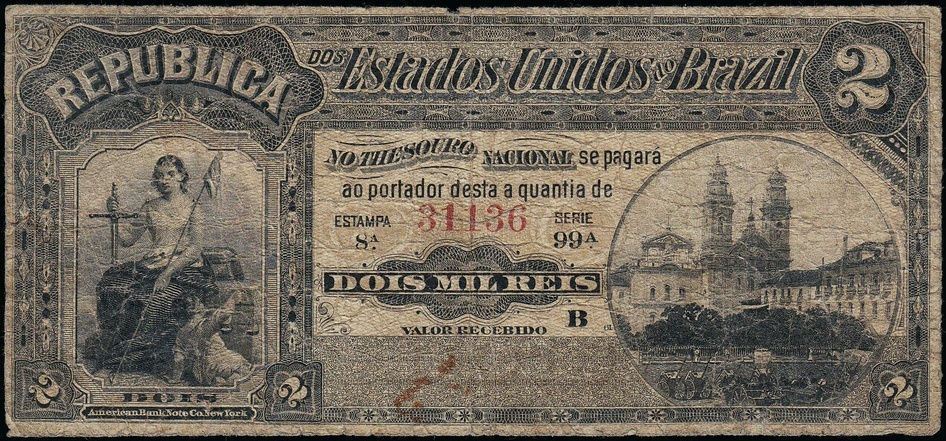 REPUBLICA
DOS Estados Unidos do Brazil
2
NO THESOURO NACIONAL se pagará
ao portador desta a quantia de
ESTAMPA 31136 SERIE
8.A 99A
DOIS MIL REIS
VALOR RECEBIDO B
DOIS
2
2
2
American Bank Note Co. New York